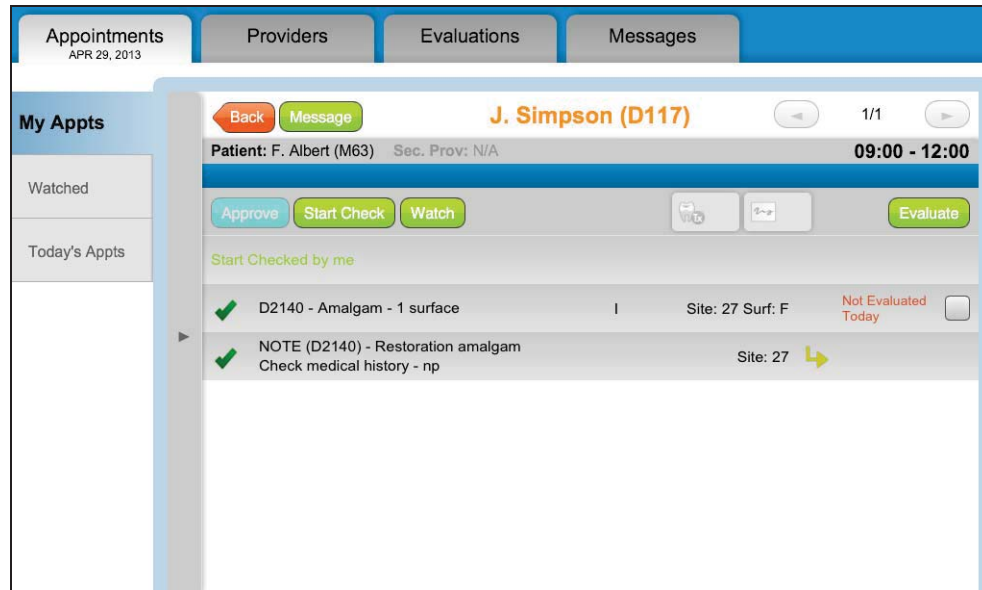 Appointments
APR 29, 2013
Providers
Evaluations
Messages
My Appts
Watched
Today's Appts
Back
Message
J. Simpson (D117)
1/1
Patient: F. Albert (M63) Sec. Prov: N/A
09:00 - 12:00
Approve
Start Check
Watch
Evaluate
Start Checked by me
D2140 - Amalgam - 1 surface
I
Site: 27 Surf: F
Not Evaluated
Today
NOTE (D2140) - Restoration amalgam
Check medical history - np
Site: 27